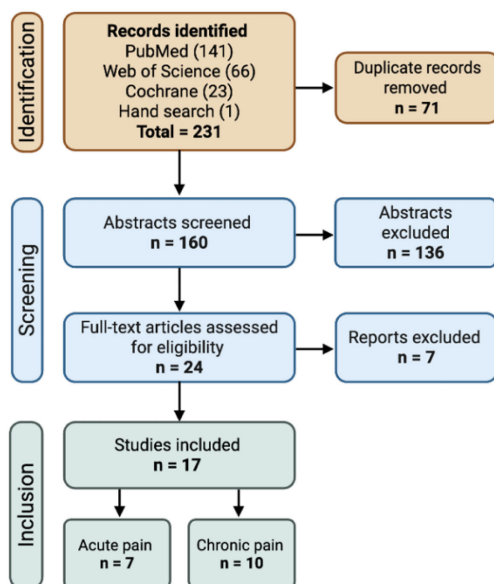 Identification
Records identified
PubMed (141)
Web of Science (66)
Cochrane (23)
Hand search (1)
Total = 231
Duplicate records
removed
n = 71
Screening
Abstracts screened
n = 160
Abstracts
excluded
n = 136
Full-text articles assessed
for eligibility
n = 24
Reports excluded
n = 7
Inclusion
Studies included
n = 17
Acute pain
n = 7
Chronic pain
n = 10